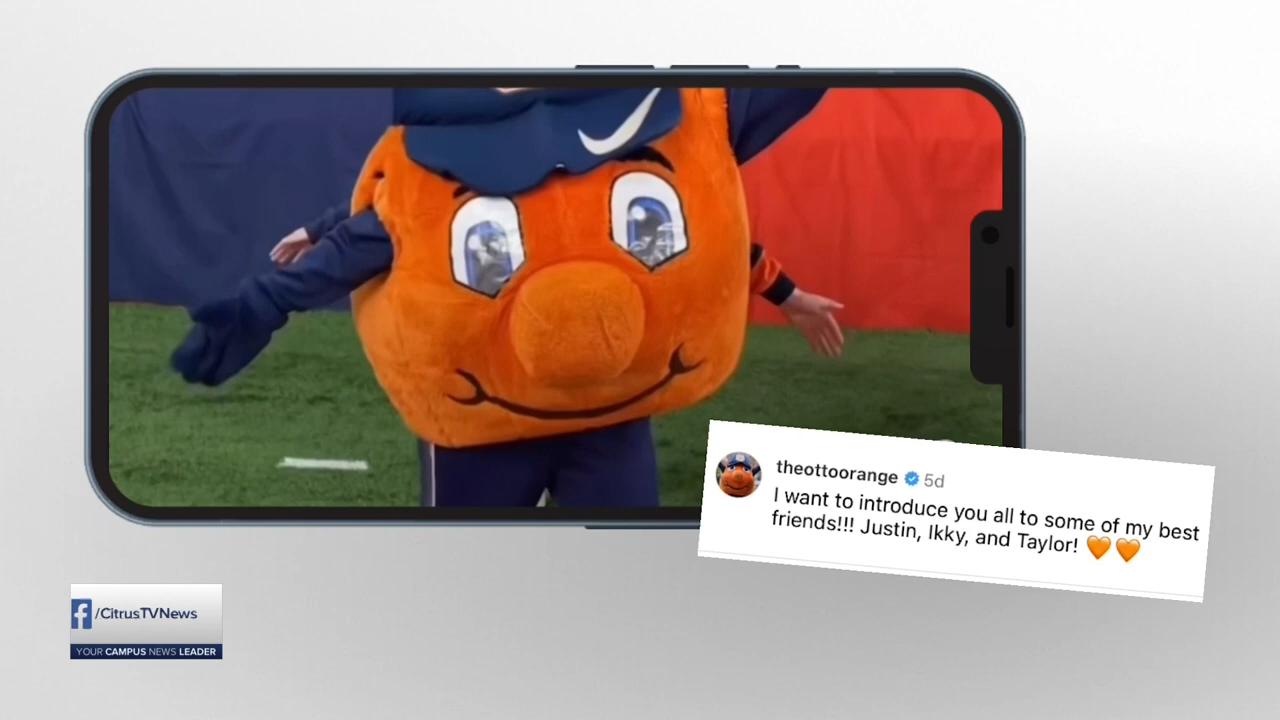 theottoorange 5d
I want to introduce you all to some of my best
friends!!! Justin, Ikky, and Taylor! 🧡🧡
/CitrusTVNews
YOUR CAMPUS NEWS LEADER